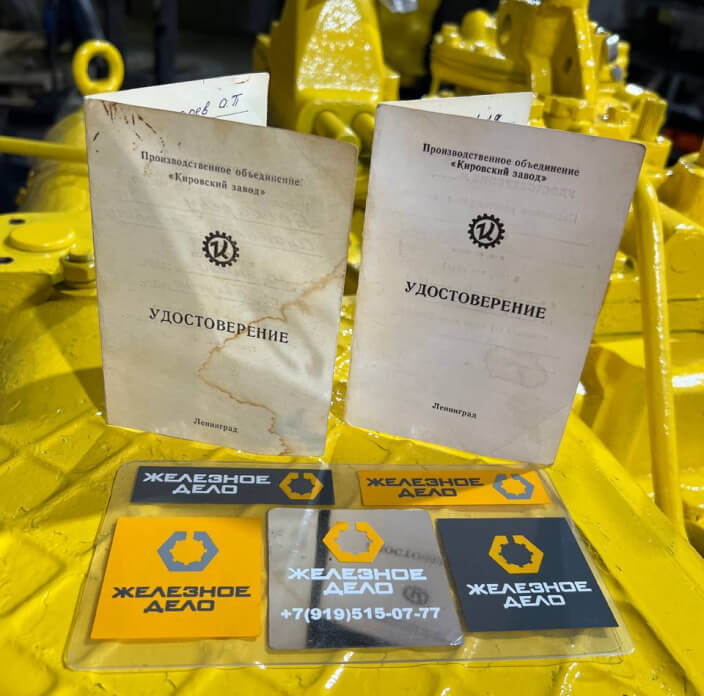 о.П
Производственное объединение
«Кировский завод»
УДОСТОВЕРЕНИЕ
Ленинград
Производственное объединение
«Кировский завод»
УДОСТОВЕРЕНИЕ
Ленинград
ЖЕЛЕЗНОЕ
ДЕЛО
ЖЕЛЕЗНОЕ
ДЕЛО
ЖЕЛЕЗНОЕ
ДЕЛО
ЖЕЛЕЗНОЕ
ДЕЛО
+7(919)515-07-77
ЖЕЛЕЗНОЕ
ДЕЛО